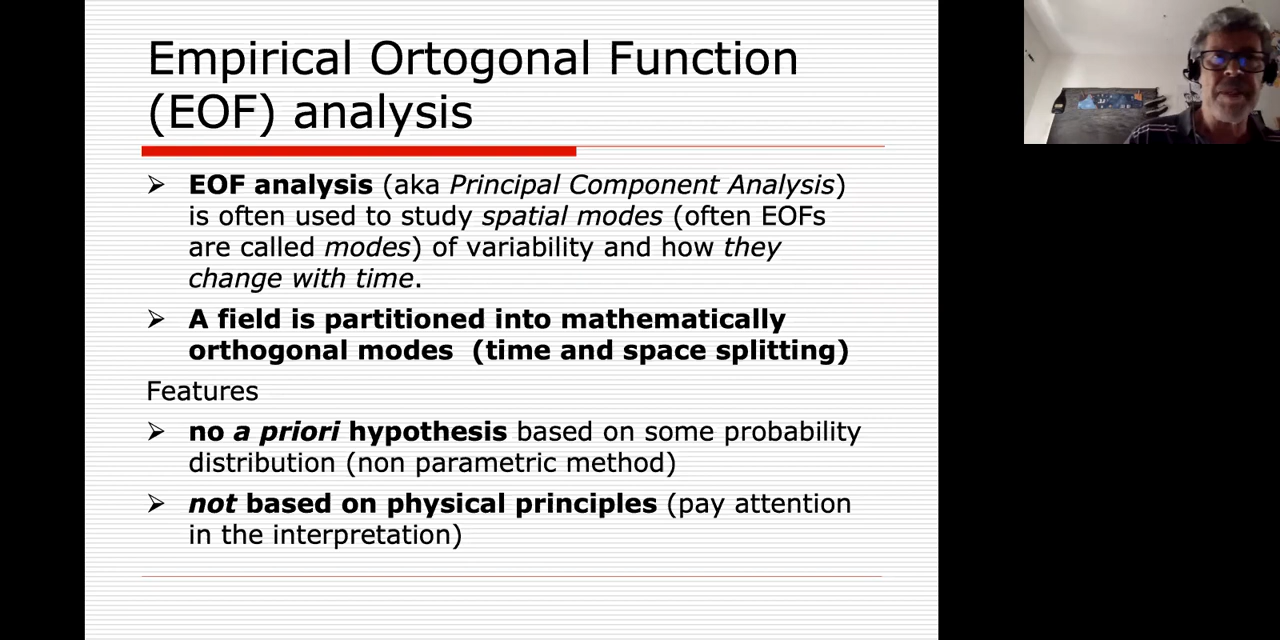 Empirical Ortogonal Function
(EOF) analysis
EOF analysis (aka Principal Component Analysis)
is often used to study spatial modes (often EOFs
are called modes) of variability and how they
change with time.
A field is partitioned into mathematically
orthogonal modes (time and space splitting)
Features
no a priori hypothesis based on some probability
distribution (non parametric method)
not based on physical principles (pay attention
in the interpretation)